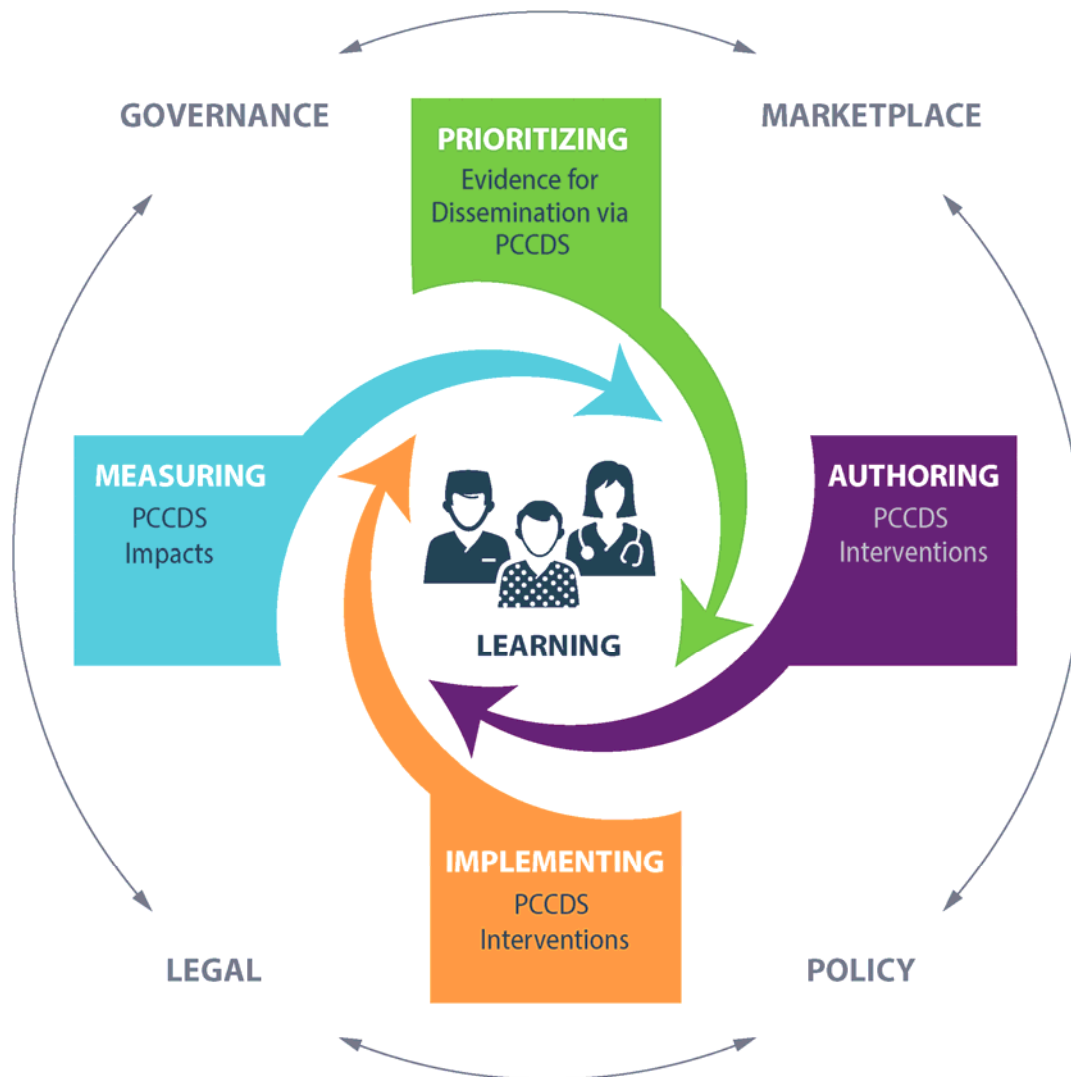 GOVERNANCE
MARKETPLACE
PRIORITIZING
Evidence for
Dissemination via
PCCDS
MEASURING
PCCDS
Impacts
AUTHORING
PCCDS
Interventions
LEARNING
IMPLEMENTING
PCCDS
Interventions
LEGAL
POLICY